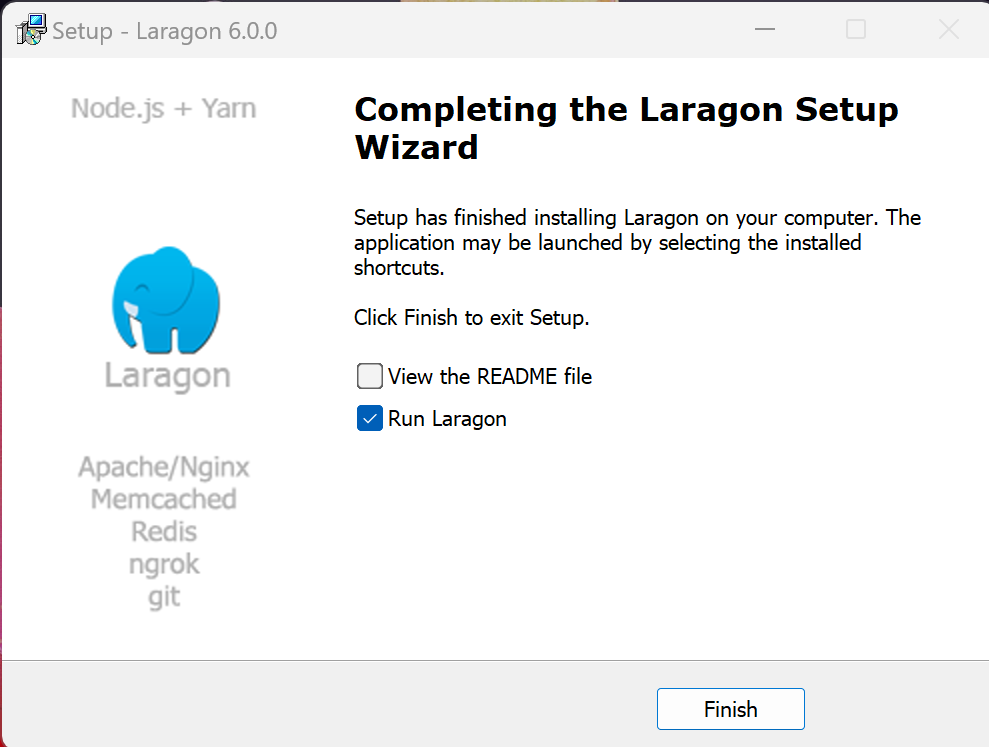 Setup - Laragon 6.0.0
Node.js + Yarn
Laragon
Apache/Nginx
Memcached
Redis
ngrok
git
Completing the Laragon Setup
Wizard
Setup has finished installing Laragon on your computer. The
application may be launched by selecting the installed
shortcuts.
Click Finish to exit Setup.
View the README file
Run Laragon
Finish